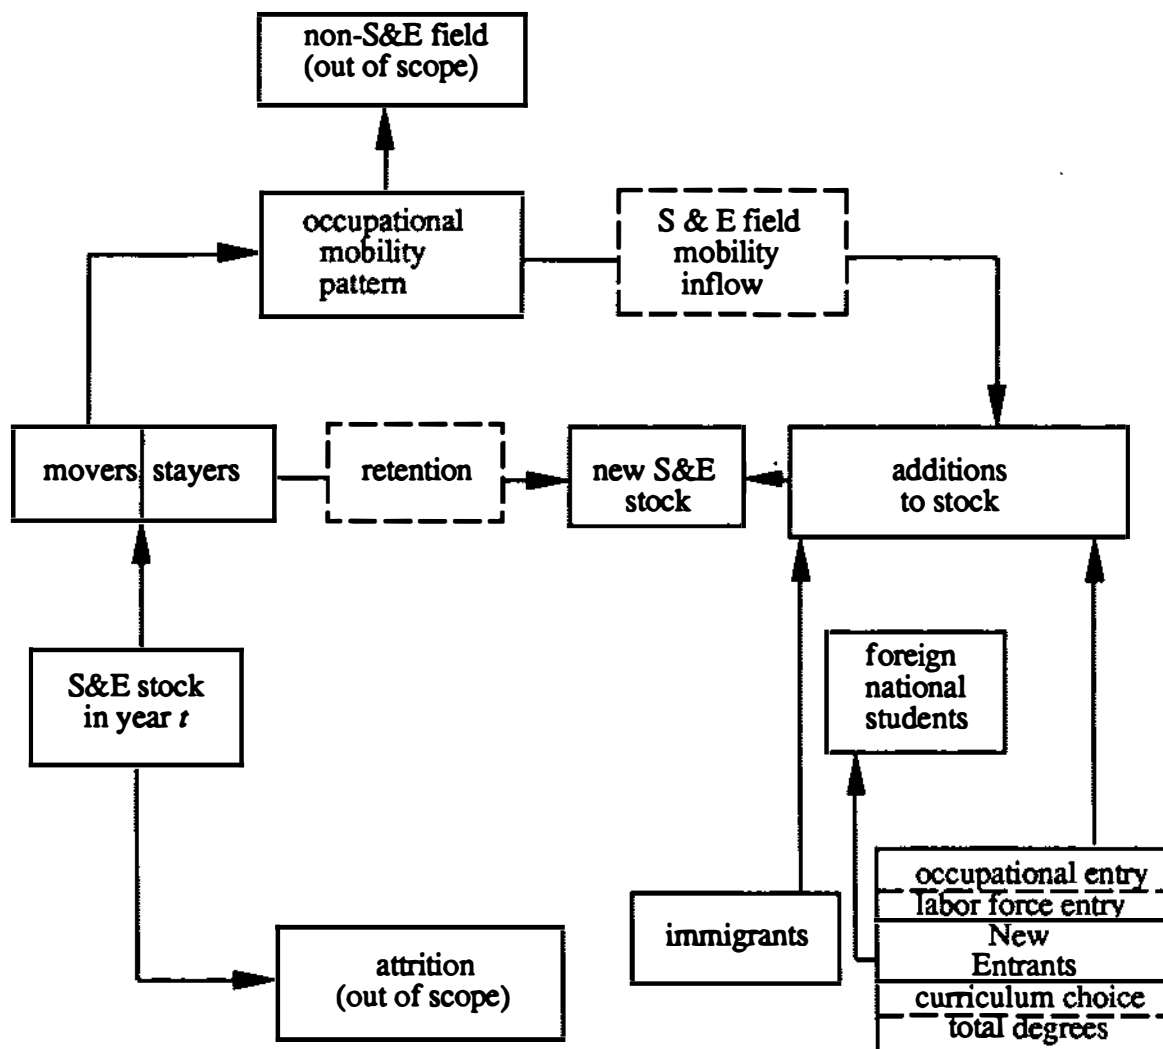 non-S&E field
(out of scope)
occupational
mobility
pattern
S & E field
mobility
inflow
movers stayers
retention
new S&E
stock
additions
to stock
S&E stock
in year t
foreign
national
students
immigrants
occupational entry
labor force entry
New
Entrants
curriculum choice
total degrees
attrition
(out of scope)